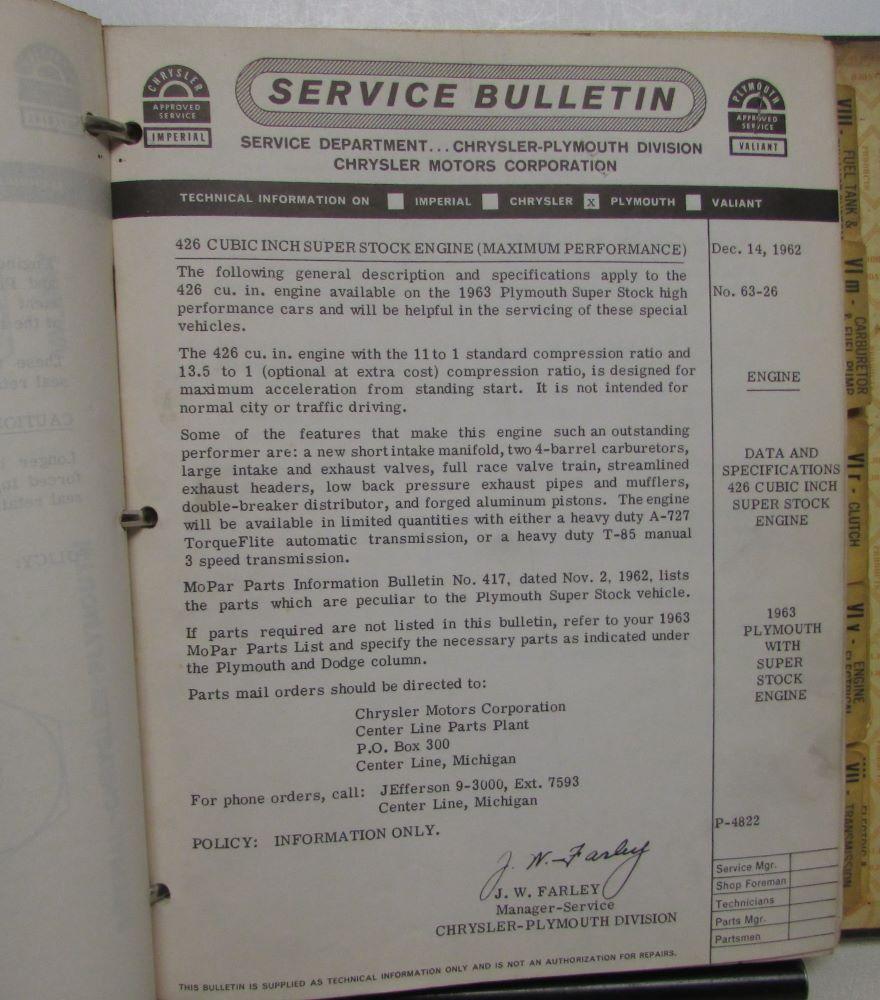 CHRYSLER
APPROVED
SERVICE
IMPERIAL
SERVICE BULLETIN
PLYMOUTH
APPROVED
SERVICE
VALIANT
SERVICE DEPARTMENT...CHRYSLER-PLYMOUTH DIVISION
CHRYSLER MOTORS CORPORATION
TECHNICAL INFORMATION ON IMPERIAL CHRYSLER x PLYMOUTH VALIANT
426 CUBIC INCH SUPER STOCK ENGINE (MAXIMUM PERFORMANCE)
The following general description and specifications apply to the
426 cu. in. engine available on the 1963 Plymouth Super Stock high
performance cars and will be helpful in the servicing of these special
vehicles.
The 426 cu. in. engine with the 11 to 1 standard compression ratio and
13.5 to 1 (optional at extra cost) compression ratio, is designed for
maximum acceleration from standing start. It is not intended for
normal city or traffic driving.
Some of the features that make this engine such an outstanding
performer are: a new short intake manifold, two 4-barrel carburetors,
large intake and exhaust valves, full race valve train, streamlined
exhaust headers, low back pressure exhaust pipes and mufflers,
double-breaker distributor, and forged aluminum pistons. The engine
will be available in limited quantities with either a heavy duty A-727
TorqueFlite automatic transmission, or a heavy duty T-85 manual
3 speed transmission.
MoPar Parts Information Bulletin No. 417, dated Nov. 2, 1962, lists
the parts which are peculiar to the Plymouth Super Stock vehicle.
If parts required are not listed in this bulletin, refer to your 1963
MoPar Parts List and specify the necessary parts as indicated under
the Plymouth and Dodge column.
Parts mail orders should be directed to:
Chrysler Motors Corporation
Center Line Parts Plant
P.O. Box 300
Center Line, Michigan
For phone orders, call: JEfferson 9-3000, Ext. 7593
Center Line, Michigan
POLICY: INFORMATION ONLY.
J. W. Farley
J. W. FARLEY
Manager-Service
CHRYSLER-PLYMOUTH DIVISION
THIS BULLETIN IS SUPPLIED AS TECHNICAL INFORMATION ONLY AND IS NOT AN AUTHORIZATION FOR REPAIRS.
Dec. 14, 1962
No. 63-26
ENGINE
DATA AND
SPECIFICATIONS
426 CUBIC INCH
SUPER STOCK
ENGINE
1963
PLYMOUTH
WITH
SUPER
STOCK
ENGINE
P-4822
Service Mgr.
Shop Foreman
Technicians
Parts Mgr.
Partsmen
VIII - FUEL TANK &
VI m - CARBURETOR
& FUEL PUMP
VI r - CLUTCH
VI v - ENGINE
ELECTRICAL
VII - TRANSMISSION